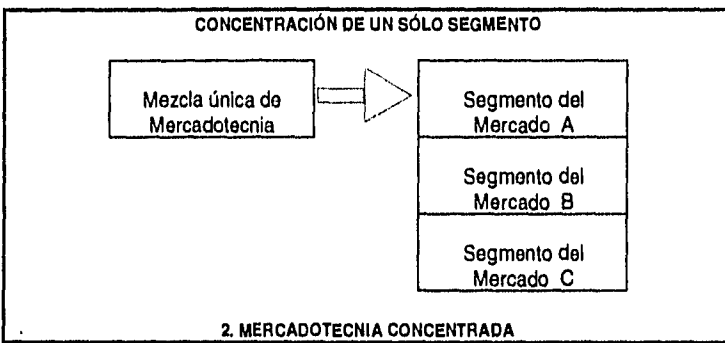 CONCENTRACIÓN DE UN SÓLO SEGMENTO
Mezcla única de
Mercadotecnia
Segmento del
Mercado A
Segmento del
Mercado B
Segmento del
Mercado C
2. MERCADOTECNIA CONCENTRADA